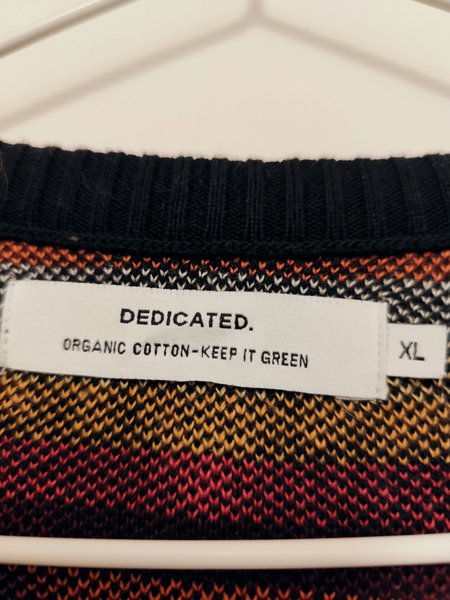 DEDICATED.
ORGANIC COTTON-KEEP IT GREEN
XL